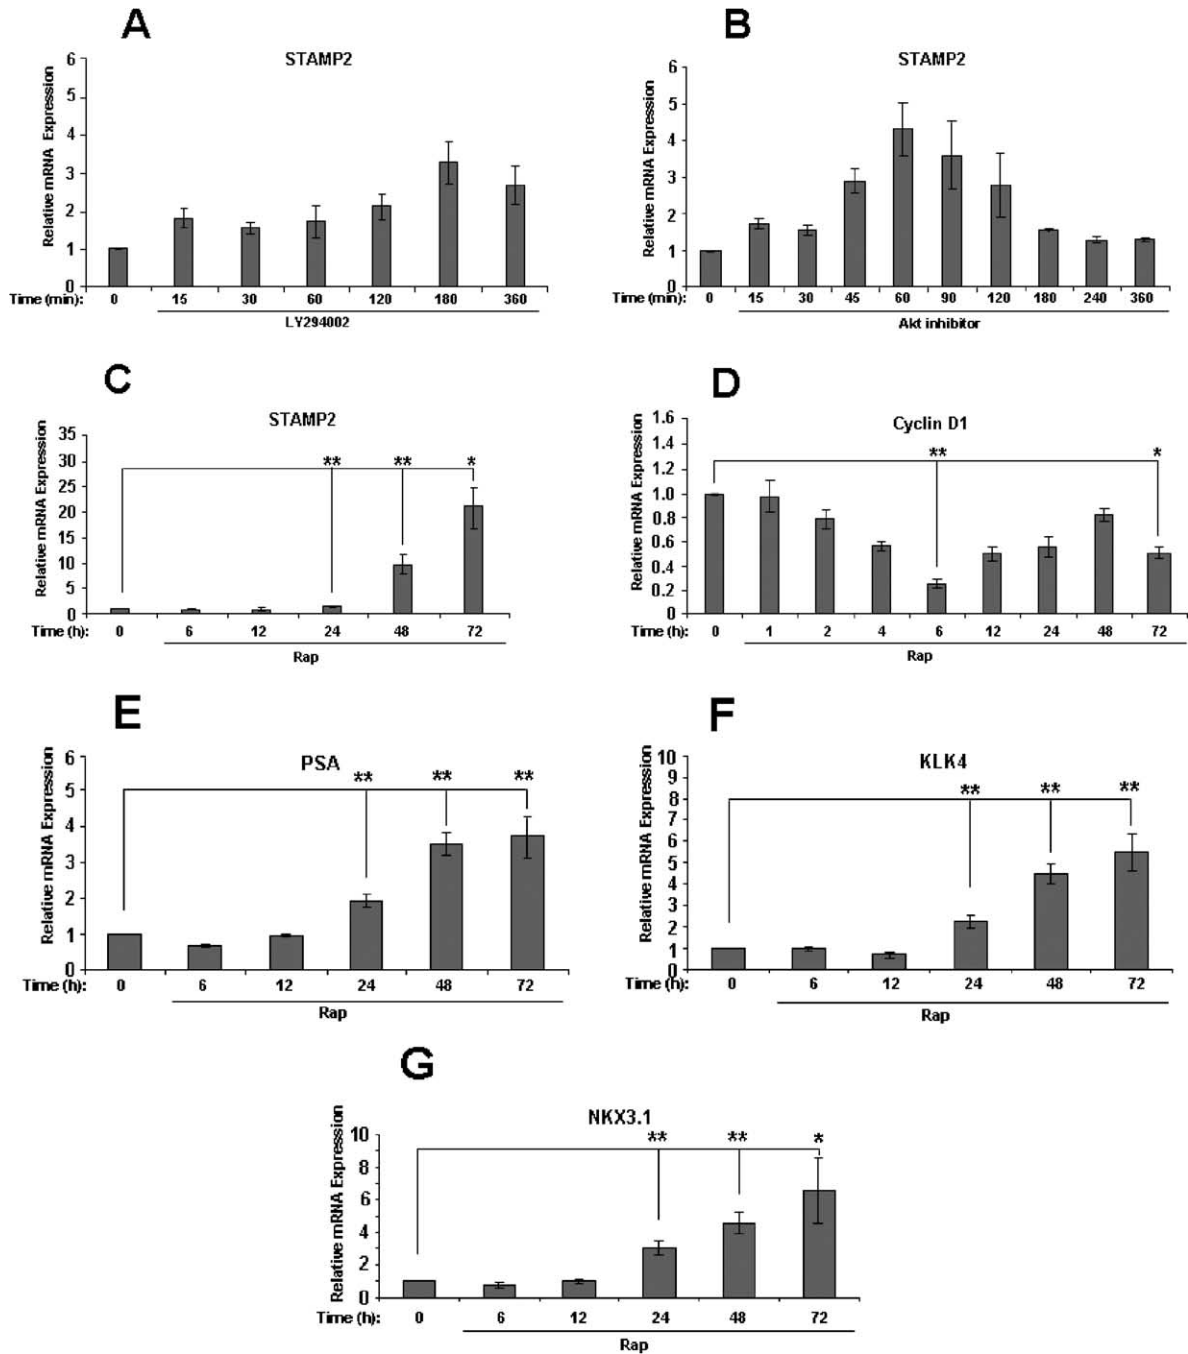 A
STAMP2
Relative mRNA Expression
6
5
4
3
2
1
0
Time (min): 0 15 30 60 120 180 360
LY294002
B
STAMP2
Relative mRNA Expression
6
5
4
3
2
1
0
Time (min): 0 15 30 45 60 90 120 180 240 360
Akt inhibitor
C
STAMP2
Relative mRNA Expression
35
30
25
20
15
10
5
0
** ** *
Time (h): 0 6 12 24 48 72
Rap
D
Cyclin D1
Relative mRNA Expression
1.6
1.4
1.2
1.0
0.8
0.6
0.4
0.2
0
** *
Time (h): 0 1 2 4 6 12 24 48 72
Rap
E
PSA
Relative mRNA Expression
6
5
4
3
2
1
0
** ** **
Time (h): 0 6 12 24 48 72
Rap
F
KLK4
Relative mRNA Expression
10
9
8
7
6
5
4
3
2
1
0
** ** **
Time (h): 0 6 12 24 48 72
Rap
G
NKX3.1
Relative mRNA Expression
10
8
6
4
2
0
** ** *
Time (h): 0 6 12 24 48 72
Rap